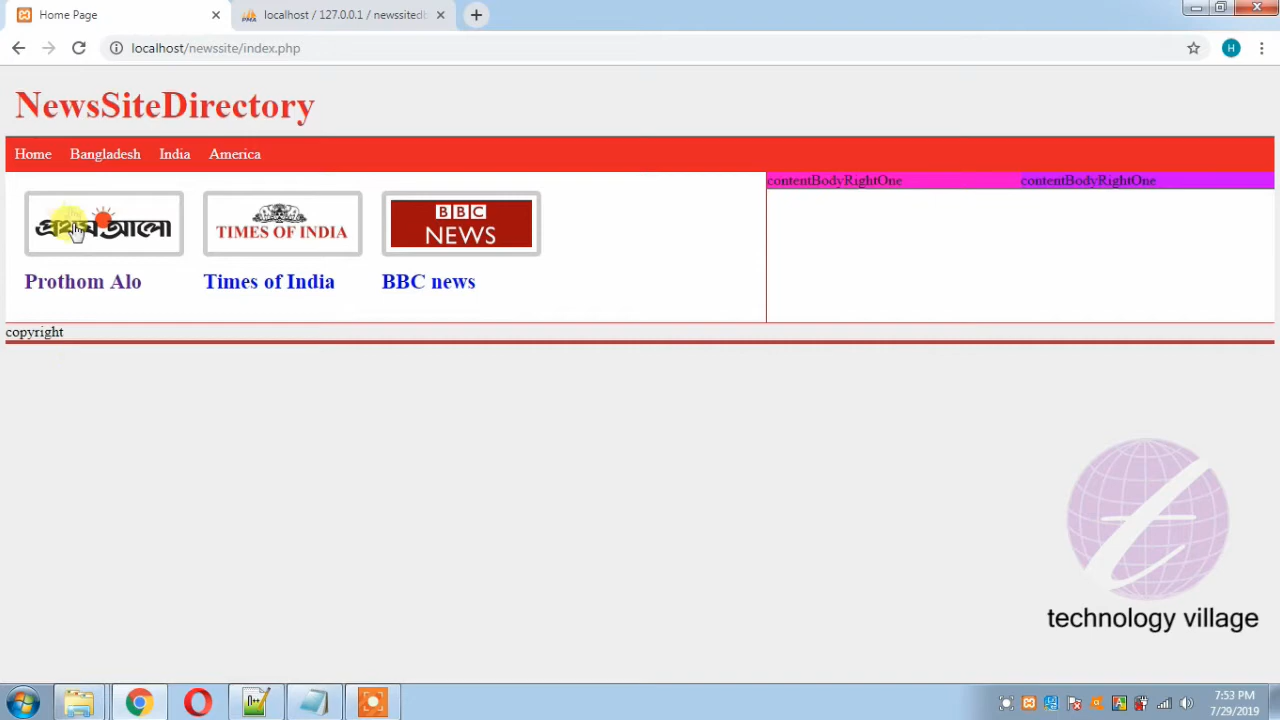 Home Page
localhost / 127.0.0.1 / newssitedb
localhost/newssite/index.php
H
NewsSiteDirectory
Home Bangladesh India America
contentBodyRightOne contentBodyRightOne
প্রথম আলো
TIMES OF INDIA
BBC
NEWS
Prothom Alo
Times of India
BBC news
copyright
technology village
7:53 PM
7/29/2019